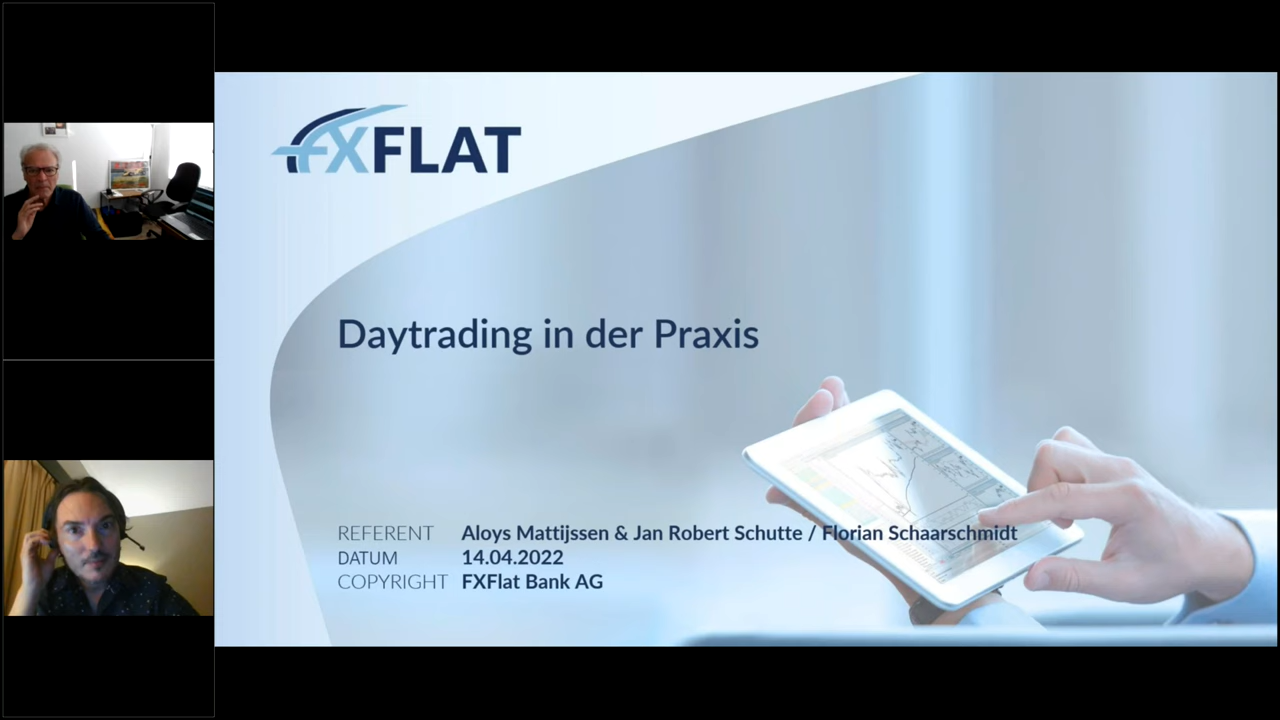 FXFLAT
Daytrading in der Praxis
REFERENT Aloys Mattijssen & Jan Robert Schutte / Florian Schaarschmidt
DATUM 14.04.2022
COPYRIGHT FXFlat Bank AG